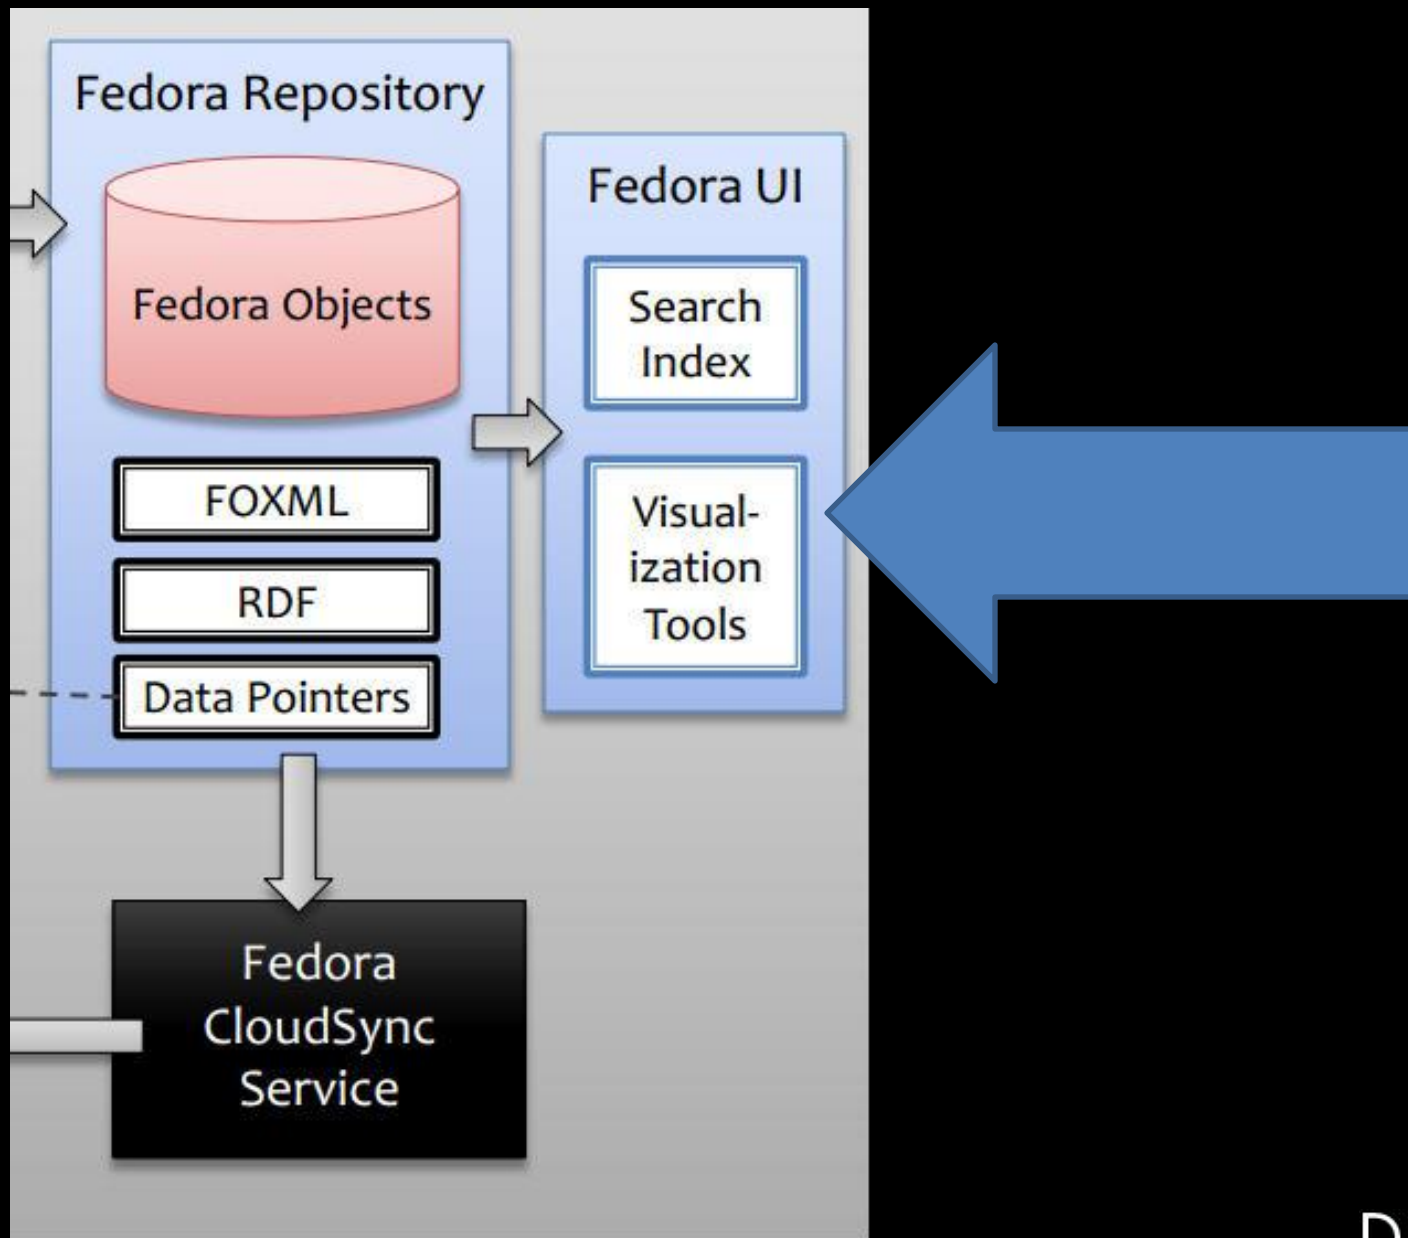 Fedora Repository
Fedora Objects
FOXML
RDF
Data Pointers
Fedora UI
Search
Index
Visual-
ization
Tools
Fedora
CloudSync
Service